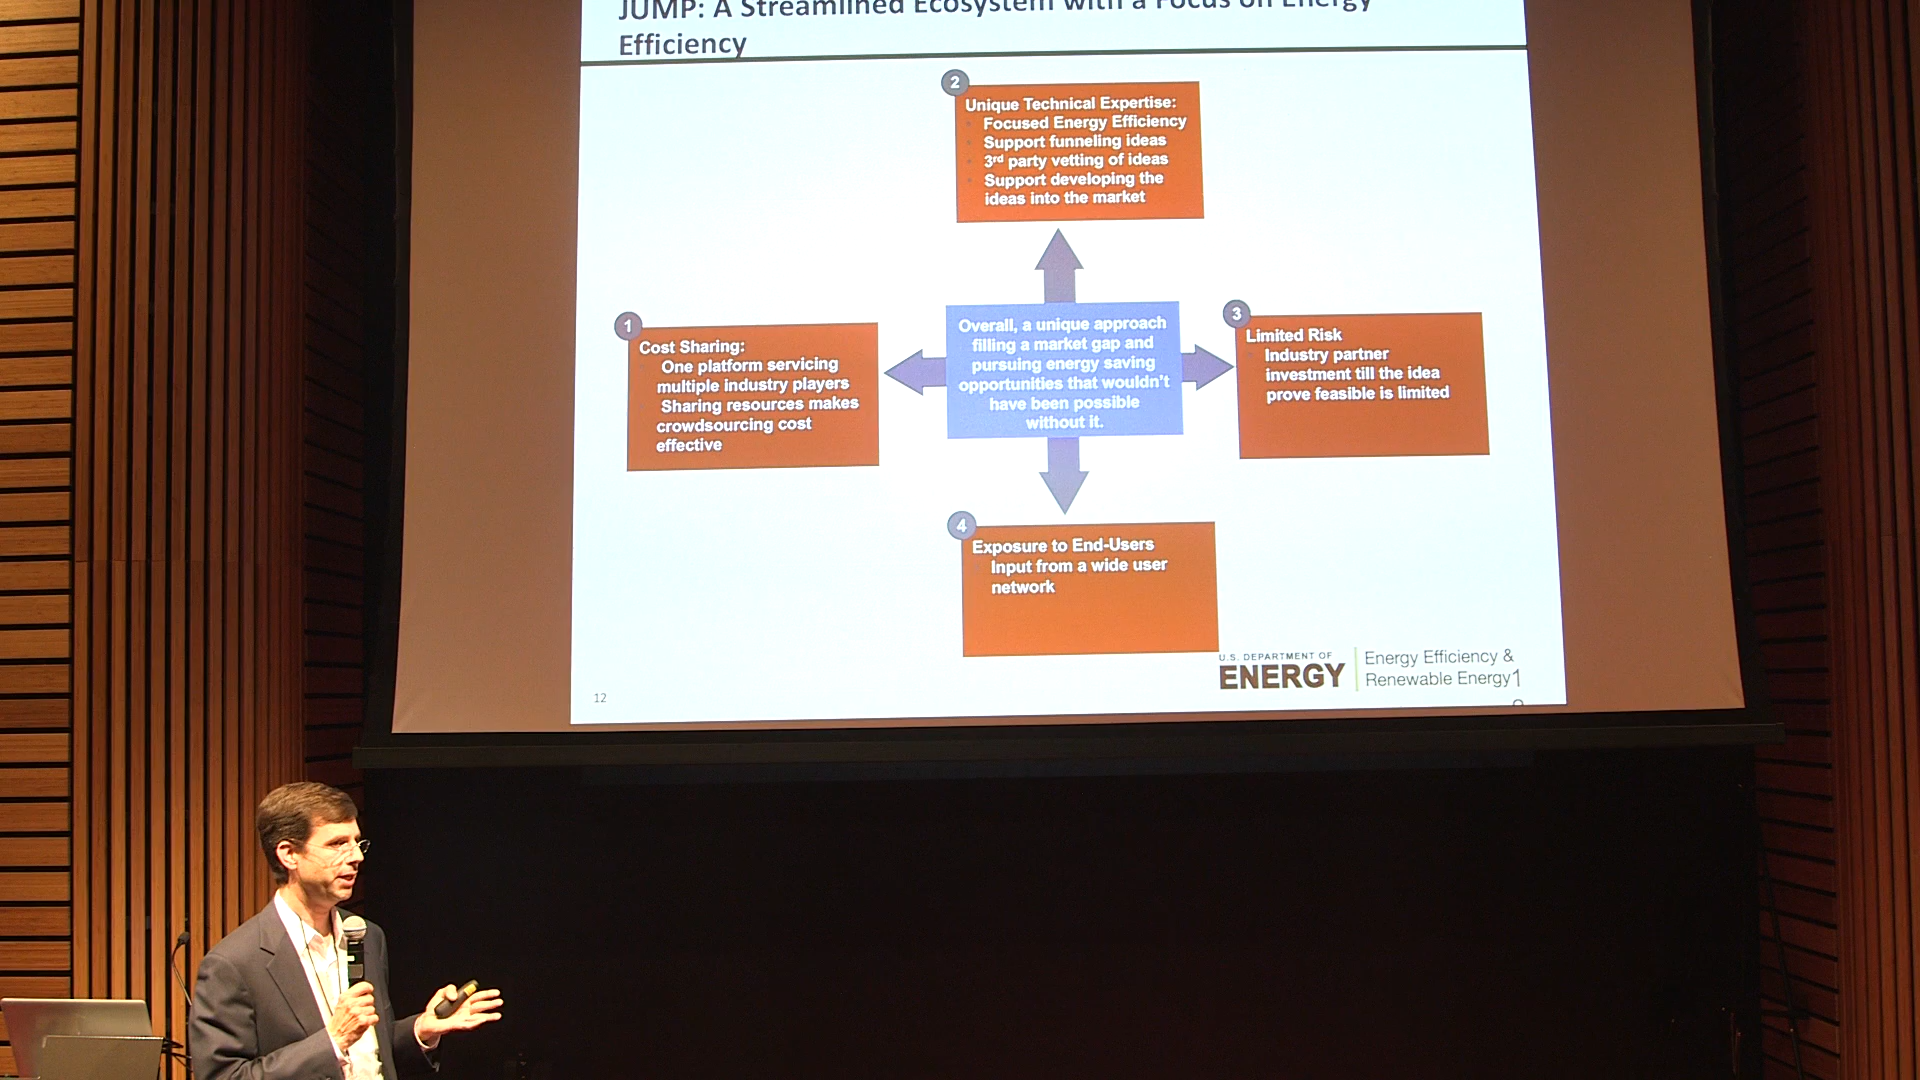 JUMP: A Streamlined Ecosystem with a Focus on Energy
Efficiency
2
Unique Technical Expertise:
Focused Energy Efficiency
Support funneling ideas
3rd party vetting of ideas
Support developing the
ideas into the market
1
Cost Sharing:
One platform servicing
multiple industry players
Sharing resources makes
crowdsourcing cost
effective
Overall, a unique approach
filling a market gap and
pursuing energy saving
opportunities that wouldn't
have been possible
without it.
3
Limited Risk
Industry partner
investment till the idea
prove feasible is limited
4
Exposure to End-Users
Input from a wide user
network
U.S. DEPARTMENT OF
ENERGY
Energy Efficiency &
Renewable Energy
1
12